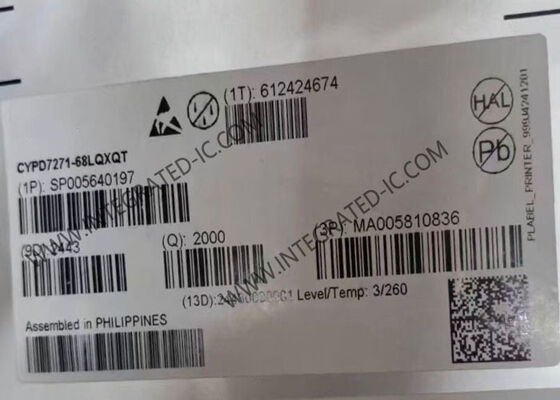 (1T): 612424674
HAL
CYPD7271-68LQXQT
(1P): SP005640197
Pb
(Q): 2000
(3P): MA005810836
Level/Temp: 3/260
Assembled in PHILIPPINES
PLABEL_PRINTER_999J4241201
WWW.INTEGRATED-IC.COM
WWW.INTEGRATED-IC.COM